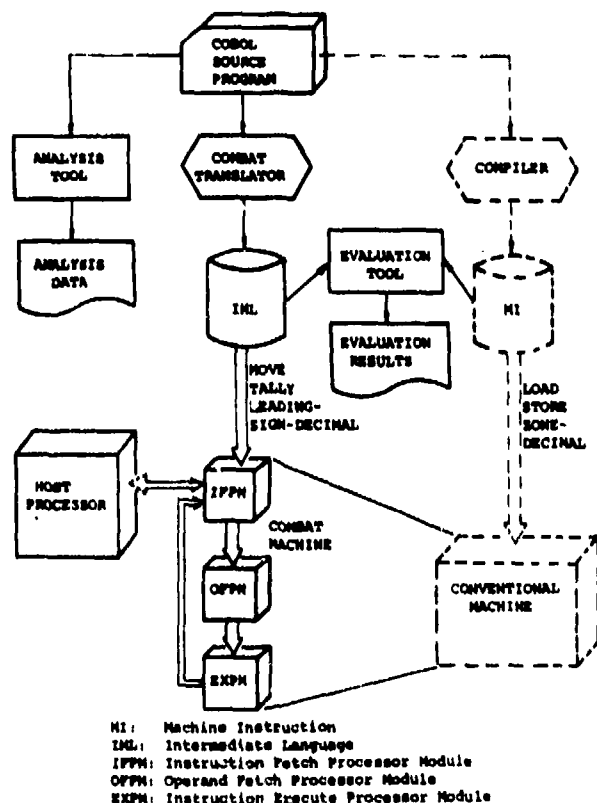 COBOL
SOURCE
PROGRAM
ANALYSIS
TOOL
COMBAT
TRANSLATOR
COMPILER
ANALYSIS
DATA
IML
EVALUATION
TOOL
MI
EVALUATION
RESULTS
MOVE
TALLY
LEADING-
SIGN-DECIMAL
LOAD
STORE
ZONE-
DECIMAL
HOST
PROCESSOR
IFPM
COMBAT
MACHINE
OFPM
CONVENTIONAL
MACHINE
EXPM
MI: Machine Instruction
IML: Intermediate Language
IFPM: Instruction Fetch Processor Module
OFPM: Operand Fetch Processor Module
EXPM: Instruction Execute Processor Module